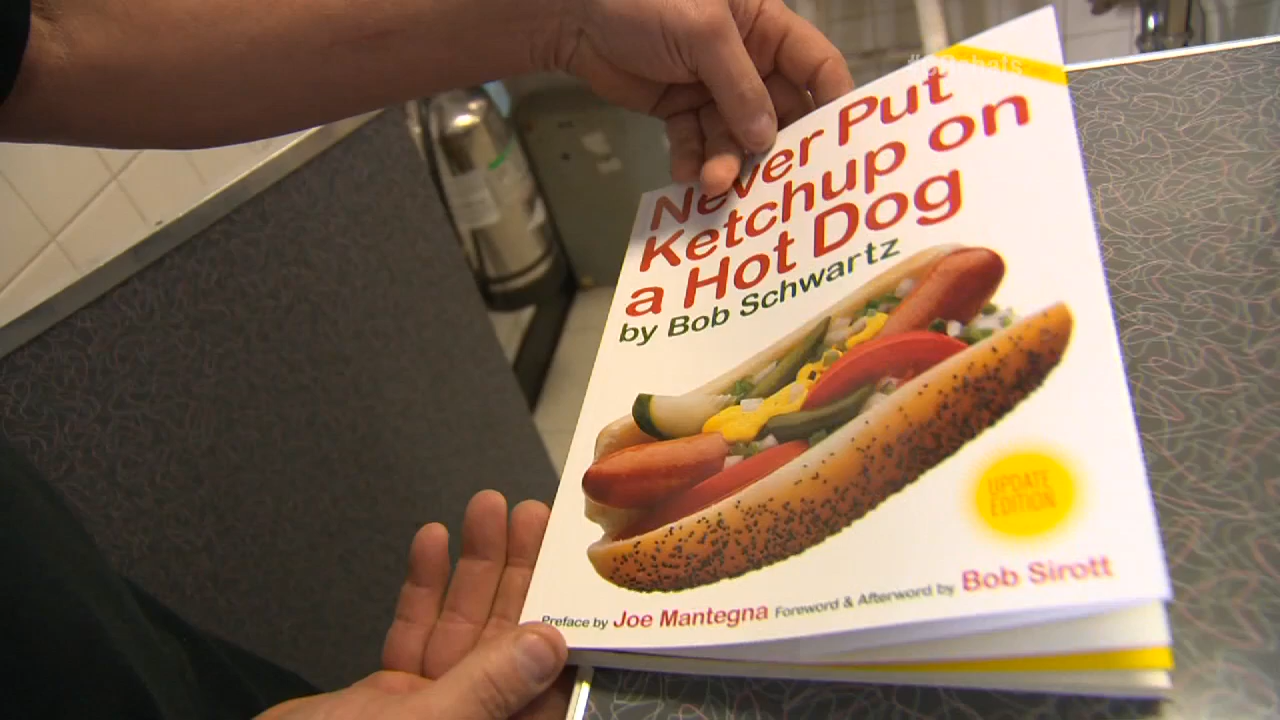 Never Put
Ketchup on
a Hot Dog
by Bob Schwartz
UPDATE
EDITION
Preface by Joe Mantegna Foreword & Afterword by Bob Sirott